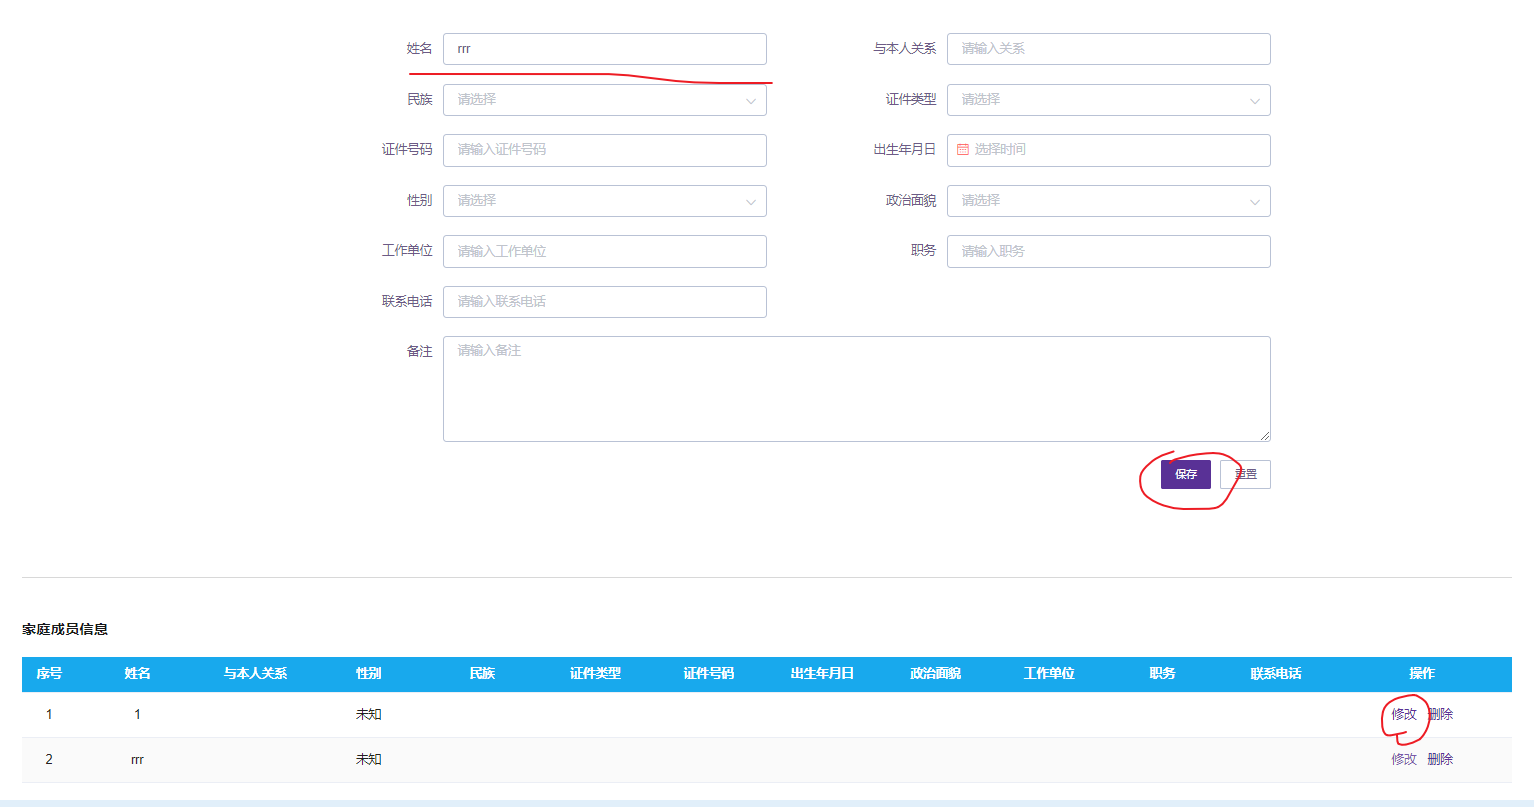 姓名 rrr 与本人关系 请输入关系
民族 请选择 证件类型 请选择
证件号码 请输入证件号码 出生年月日 选择时间
性别 请选择 政治面貌 请选择
工作单位 请输入工作单位 职务 请输入职务
联系电话 请输入联系电话
备注 请输入备注
保存 重置
家庭成员信息
序号 姓名 与本人关系 性别 民族 证件类型 证件号码 出生年月日 政治面貌 工作单位 职务 联系电话 操作
1 1 未知 修改 删除
2 rrr 未知 修改 删除